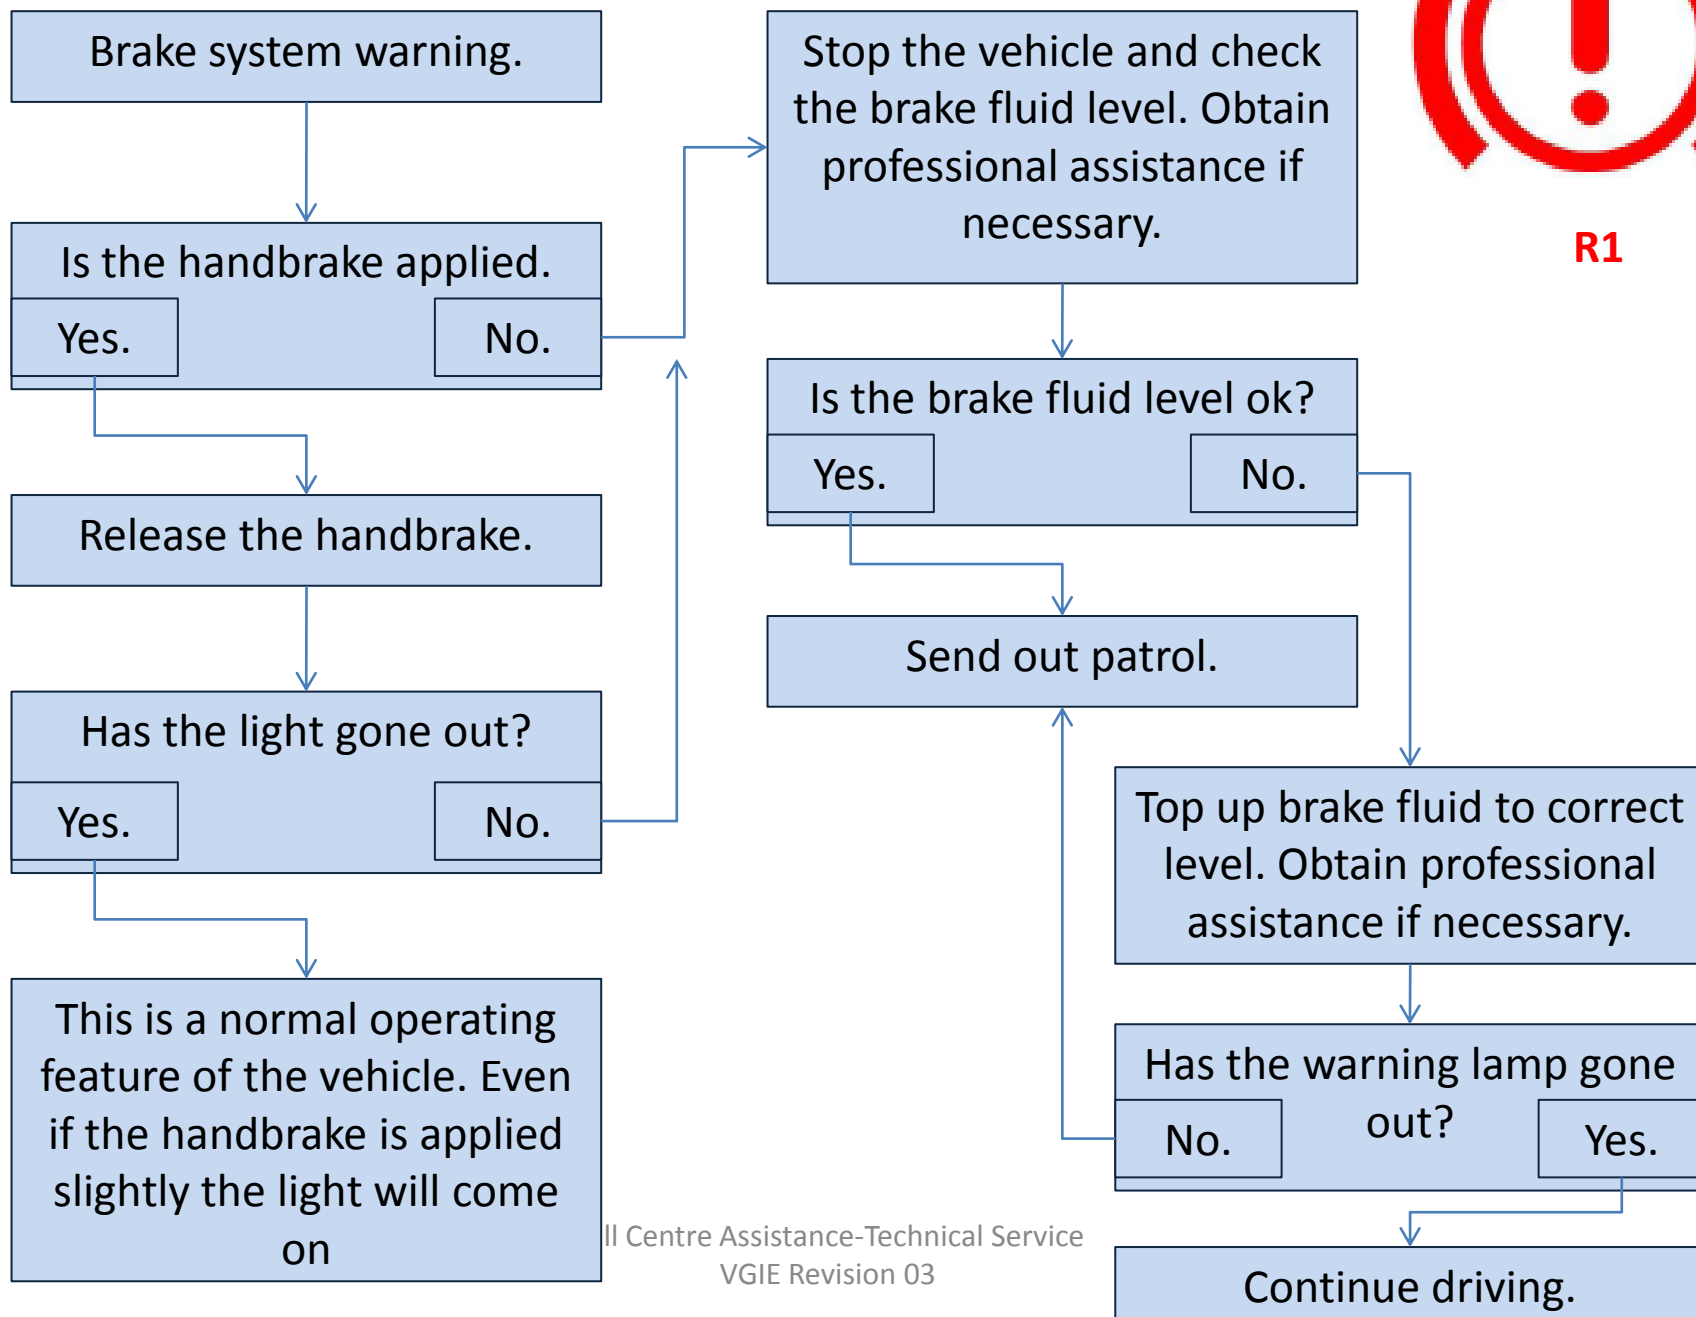 Brake system warning.
Is the handbrake applied.
Yes.
No.
Release the handbrake.
Has the light gone out?
Yes.
No.
This is a normal operating
feature of the vehicle. Even
if the handbrake is applied
slightly the light will come
on
Stop the vehicle and check
the brake fluid level. Obtain
professional assistance if
necessary.
Is the brake fluid level ok?
Yes.
No.
Send out patrol.
Top up brake fluid to correct
level. Obtain professional
assistance if necessary.
Has the warning lamp gone
out?
No.
Yes.
Continue driving.
R1
ll Centre Assistance-Technical Service
VGIE Revision 03